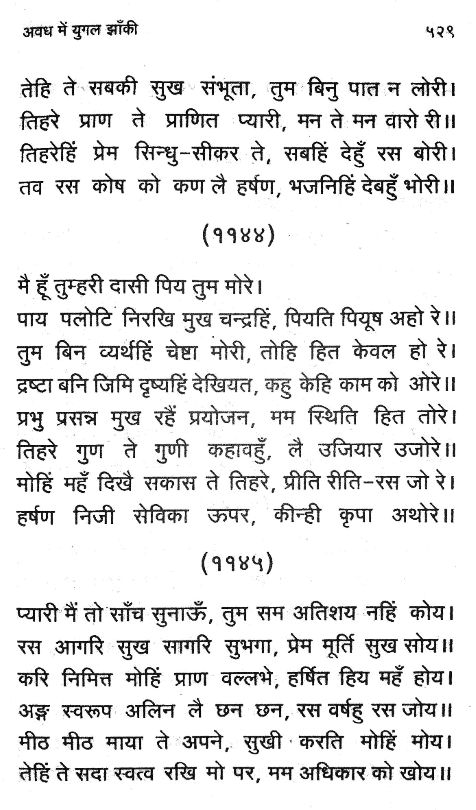 अवध में युगल झाँकी ५२९
तेहि ते सबकी सुख संभूता, तुम बिनु पात न लोरी।
तिहरे प्राण ते प्राणित प्यारी, मन ते मन वारो री॥
तिहरेहिं प्रेम सिन्धु-सीकर ते, सबहिं देहुँ रस बोरी।
तव रस कोष को कण लै हर्षण, भजनिहिं देबहुँ भोरी॥
(११४४)
मै हूँ तुम्हरी दासी पिय तुम मोरे।
पाय पलोटि निरखि मुख चन्द्रहिं, पियति पियूष अहो रे॥
तुम बिन व्यर्थहिं चेष्टा मोरी, तोहि हित केवल हो रे।
द्रष्टा बनि जिमि दृष्यहिं देखियत, कहु केहि काम को ओरे॥
प्रभु प्रसन्न मुख रहैं प्रयोजन, मम स्थिति हित तोरे।
तिहरे गुण ते गुणी कहावहुँ, लै उजियार उजोरे॥
मोहिं महँ दिखै सकास ते तिहरे, प्रीति रीति-रस जो रे।
हर्षण निजी सेविका ऊपर, कीन्ही कृपा अथोरे॥
(११४५)
प्यारी मैं तो साँच सुनाऊँ, तुम सम अतिशय नहिं कोय।
रस आगरि सुख सागरि सुभगा, प्रेम मूर्ति सुख सोय॥
करि निमित्त मोहिं प्राण वल्लभे, हर्षित हिय महँ होय।
अङ्ग स्वरूप अलिन लै छन छन, रस वर्षहु रस जोय॥
मीठ मीठ माया ते अपने, सुखी करति मोहिं मोय।
तेहिं ते सदा स्वत्व रखि मो पर, मम अधिकार को खोय॥